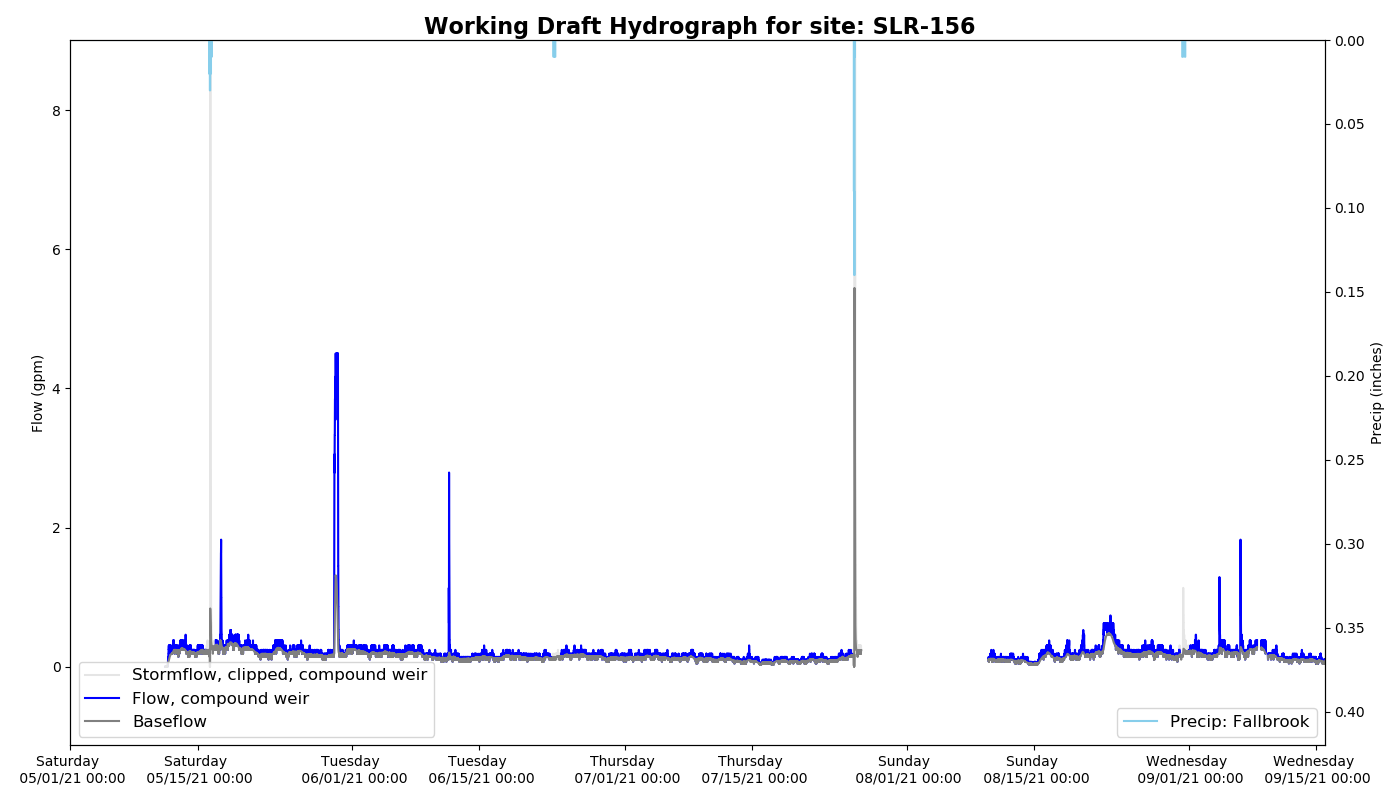 Working Draft Hydrograph for site: SLR-156
Flow (gpm)
8
6
4
2
0
0.00
0.05
0.10
0.15
0.20
0.25
0.30
0.35
0.40
Precip (inches)
Stormflow, clipped, compound weir
Flow, compound weir
Baseflow
Precip: Fallbrook
Saturday
05/01/21 00:00
Saturday
05/15/21 00:00
Tuesday
06/01/21 00:00
Tuesday
06/15/21 00:00
Thursday
07/01/21 00:00
Thursday
07/15/21 00:00
Sunday
08/01/21 00:00
Sunday
08/15/21 00:00
Wednesday
09/01/21 00:00
Wednesday
09/15/21 00:00